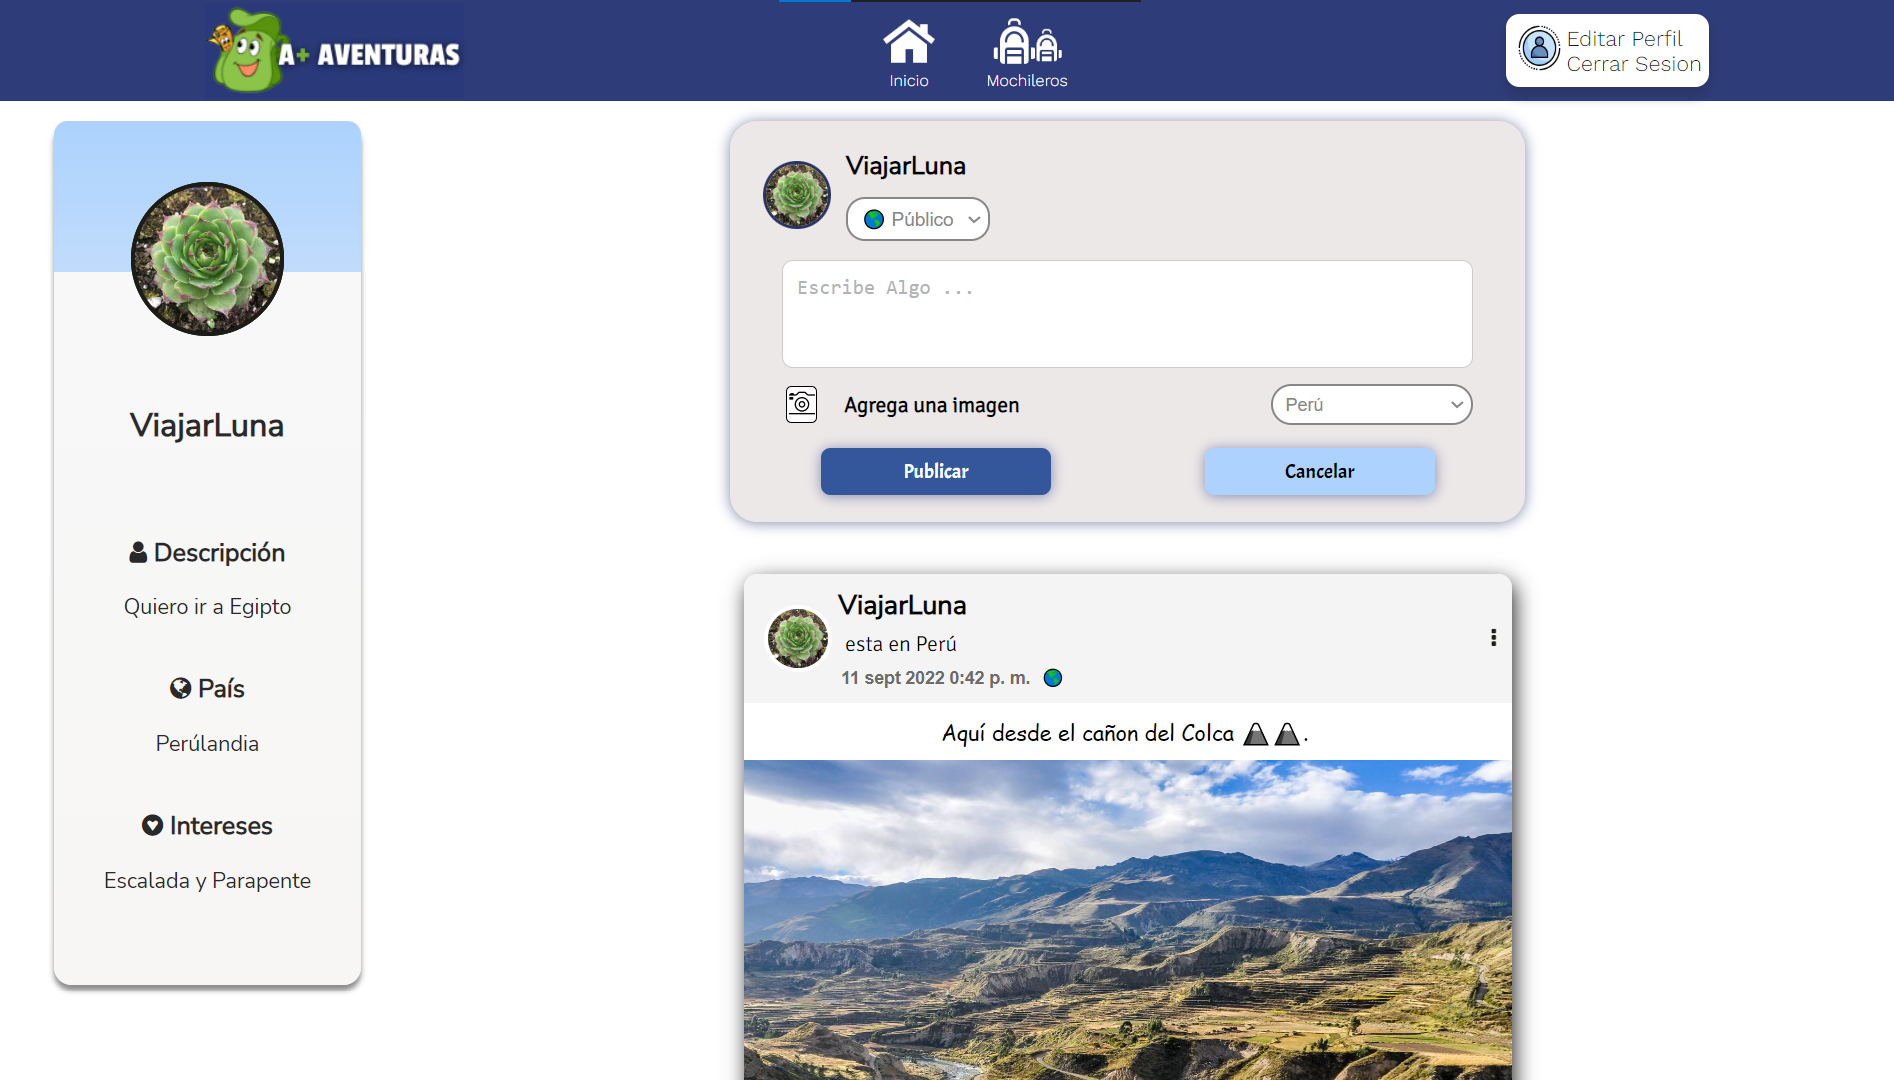 A+ AVENTURAS
Inicio
Mochileros
Editar Perfil
Cerrar Sesion
ViajarLuna
Descripción
Quiero ir a Egipto
País
Perúlandia
Intereses
Escalada y Parapente
ViajarLuna
Público
Escribe Algo ...
Agrega una imagen
Perú
Publicar
Cancelar
ViajarLuna
esta en Perú
11 sept 2022 0:42 p. m.
Aquí desde el cañon del Colca 🏔🏔.